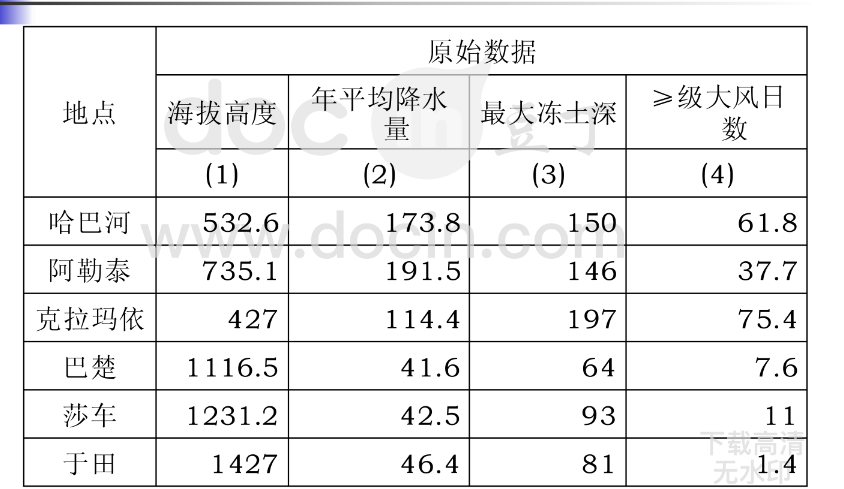 原始数据
地点 海拔高度 年平均降水量 最大冻土深 ≥级大风日数
(1) (2) (3) (4)
哈巴河 532.6 173.8 150 61.8
阿勒泰 735.1 191.5 146 37.7
克拉玛依 427 114.4 197 75.4
巴楚 1116.5 41.6 64 7.6
莎车 1231.2 42.5 93 11
于田 1427 46.4 81 1.4
docin 豆丁
www.docin.com
下载高清
无水印